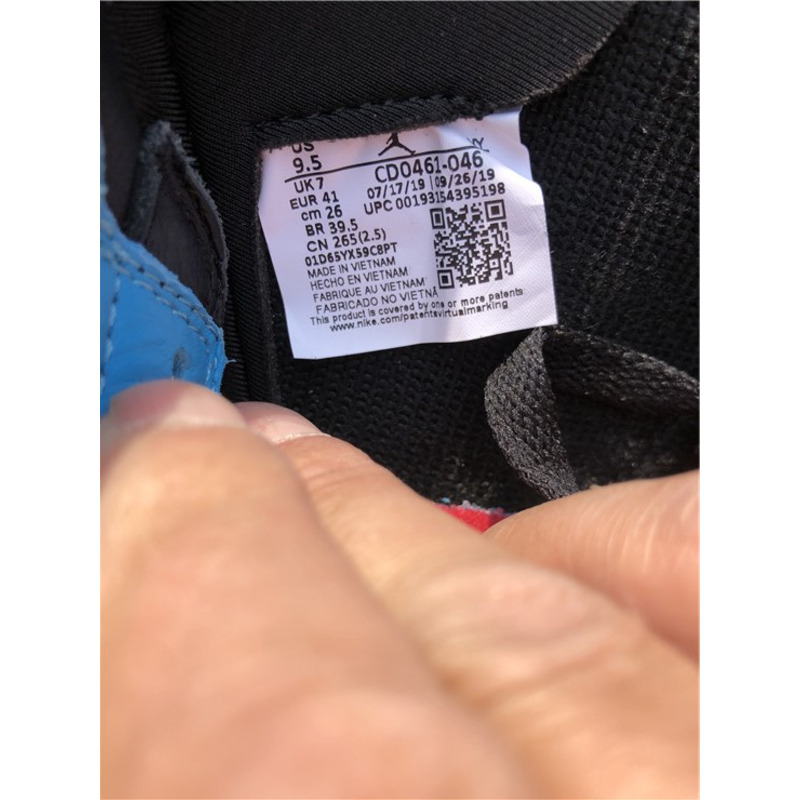 US
9.5
UK 7
EUR 41
cm 26
BR 39.5
CN 265(2.5)
CD0461-046
07/17/19 09/26/19
UPC 00193154395198
01D65YX59C8PT
MADE IN VIETNAM
HECHO EN VIETNAM
FABRIQUE AU VIETNAM
FABRICADO NO VIETNÃ
This product is covered by one or more patents
www.nike.com/patentsvirtualmarking